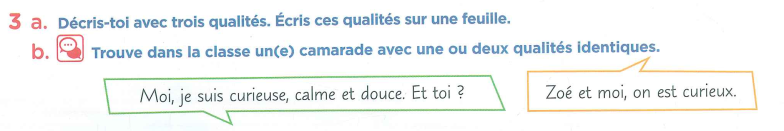 3 a. Décris-toi avec trois qualités. Écris ces qualités sur une feuille.
b. Trouve dans la classe un(e) camarade avec une ou deux qualités identiques.
Moi, je suis curieuse, calme et douce. Et toi ?
Zoé et moi, on est curieux.